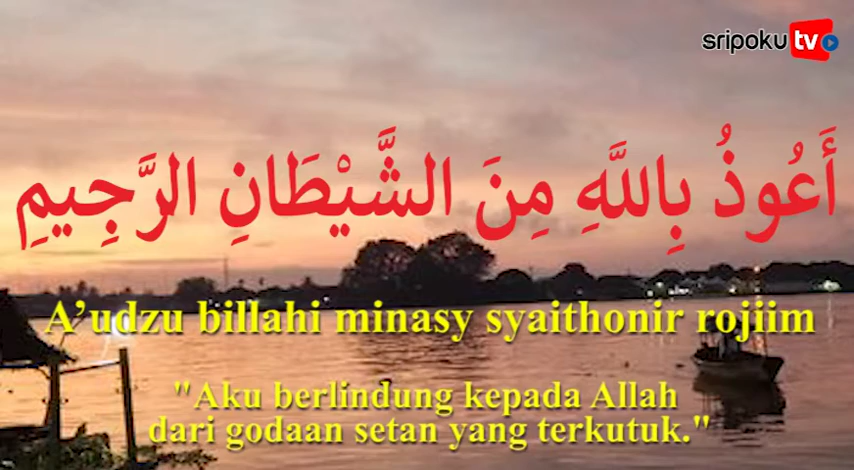 sripoku tv
أَعُوذُ بِاللَّهِ مِنَ الشَّيْطَانِ الرَّجِيمِ
A'udzu billahi minasy syaithonir rojiim
"Aku berlindung kepada Allah
dari godaan setan yang terkutuk."